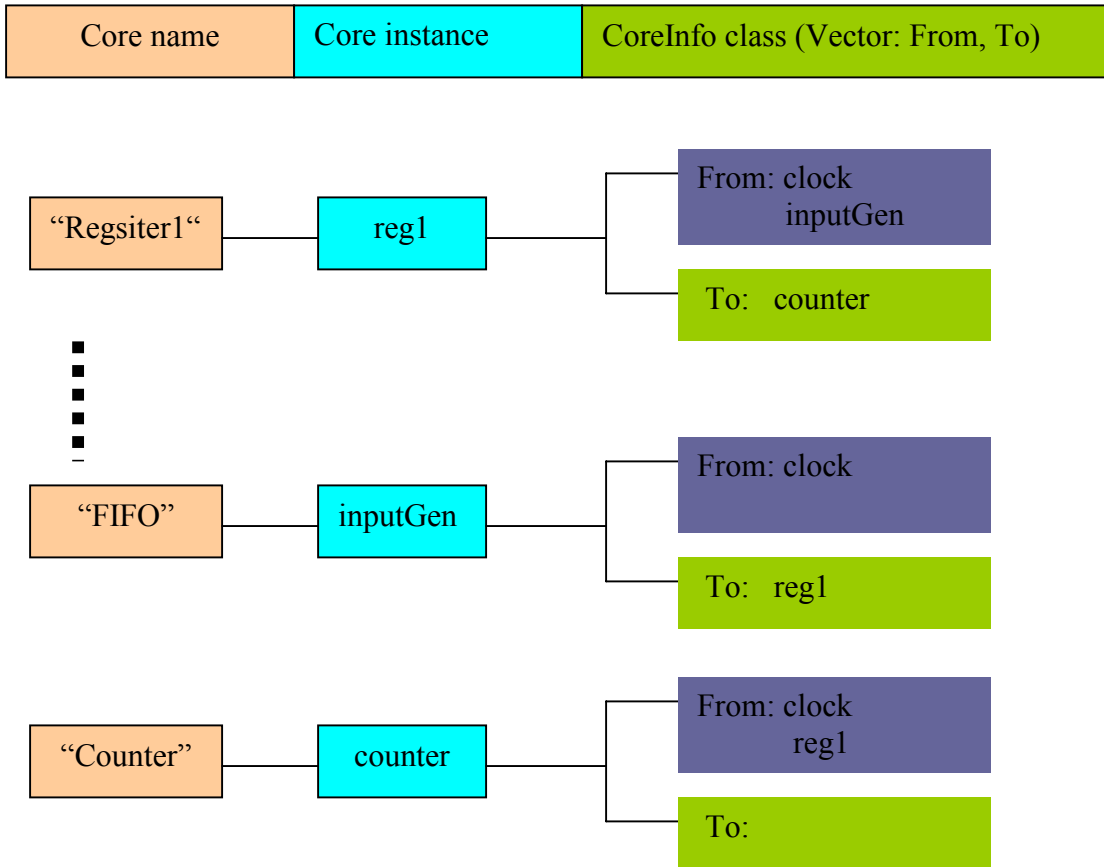 Core name
Core instance
CoreInfo class (Vector: From, To)
“Regsiter1“
reg1
From: clock
inputGen
To: counter
“FIFO”
inputGen
From: clock
To: reg1
“Counter”
counter
From: clock
reg1
To: